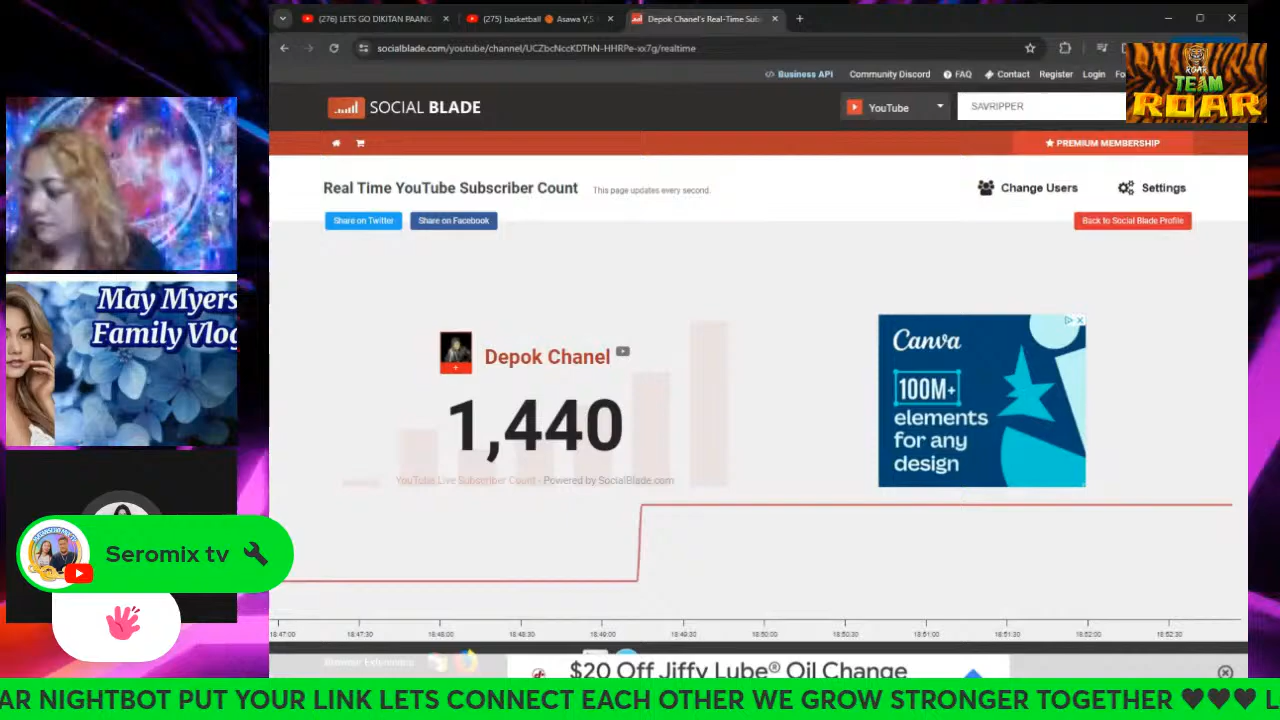 (276) LETS GO DIKITAN PAANG
(275) basketball 🏀 Asawa V,S
Depok Chanel's Real-Time Sub
socialblade.com/youtube/channel/UCZbcNccKDThN-HHRPe-xx7g/realtime
</> Business API Community Discord FAQ Contact Register Login
ROAR
TEAM
ROAR
SOCIAL BLADE
YouTube
SAVRIPPER
PREMIUM MEMBERSHIP
Real Time YouTube Subscriber Count
This page updates every second.
Change Users
Settings
Share on Twitter
Share on Facebook
Back to Social Blade Profile
May Myers
Family Vlog
Depok Chanel
1,440
YouTube Live Subscriber Count - Powered by SocialBlade.com
Canva
100M+
elements
for any
design
Seromix tv
18:47:00 18:47:30 18:48:00 18:48:30 18:49:00 18:49:30 18:50:00 18:50:30 18:51:00 18:51:30 18:52:00 18:52:30
Browser Extensions
$20 Off Jiffy Lube® Oil Change
AR NIGHTBOT PUT YOUR LINK LETS CONNECT EACH OTHER WE GROW STRONGER TOGETHER ♥♥♥ L